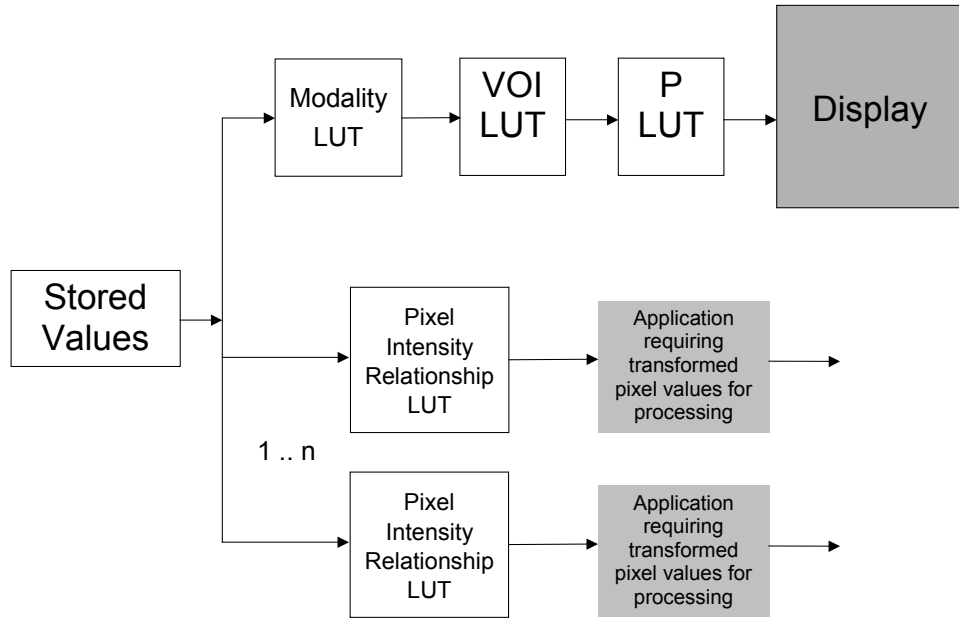 Modality
LUT
VOI
LUT
P
LUT
Display
Stored
Values
Pixel
Intensity
Relationship
LUT
Application
requiring
transformed
pixel values for
processing
1 .. n
Pixel
Intensity
Relationship
LUT
Application
requiring
transformed
pixel values for
processing